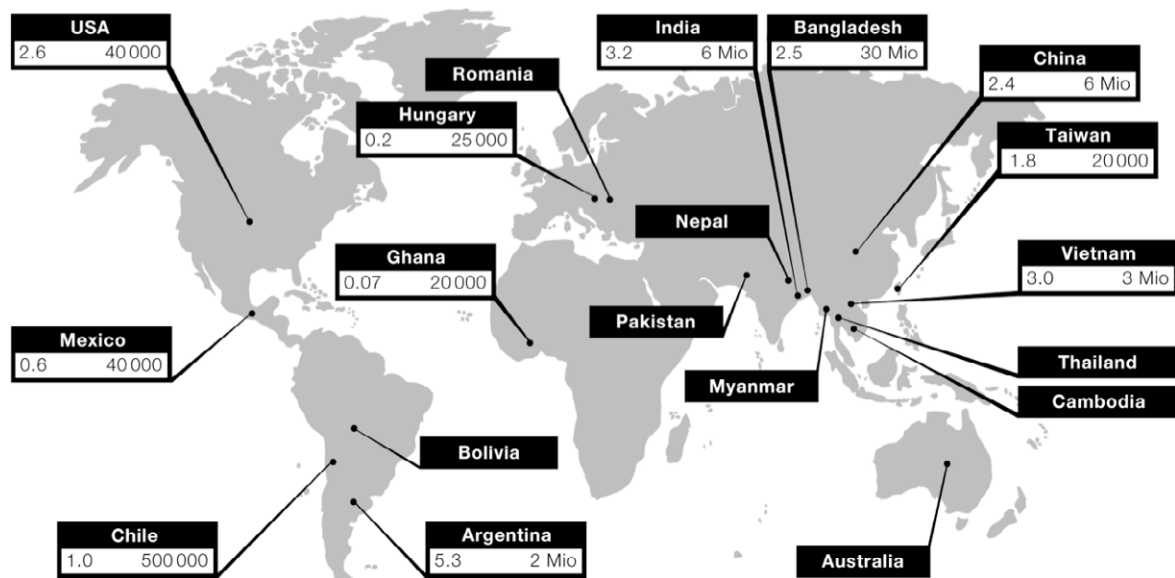 USA
2.6 40 000
India
3.2 6 Mio
Bangladesh
2.5 30 Mio
China
2.4 6 Mio
Romania
Hungary
0.2 25 000
Taiwan
1.8 20 000
Nepal
Ghana
0.07 20 000
Vietnam
3.0 3 Mio
Pakistan
Mexico
0.6 40 000
Thailand
Myanmar
Cambodia
Bolivia
Chile
1.0 500 000
Argentina
5.3 2 Mio
Australia